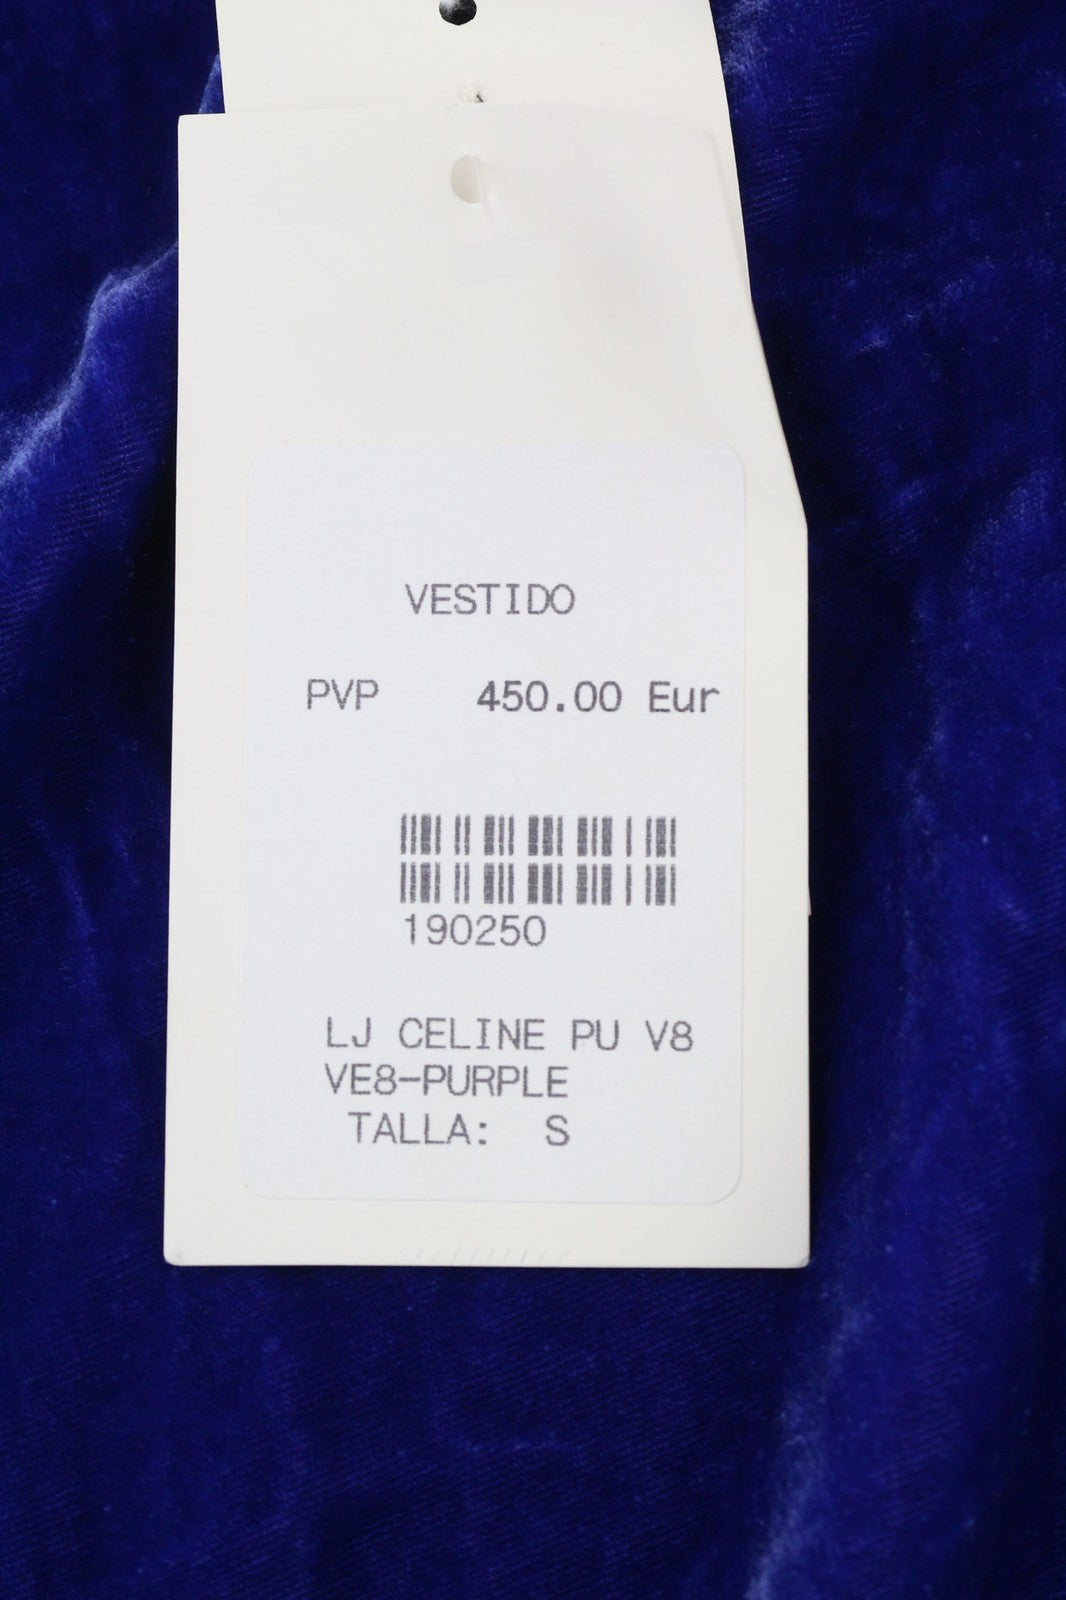 VESTIDO
PVP 450.00 Eur
190250
LJ CELINE PU V8
VE8-PURPLE
TALLA: S